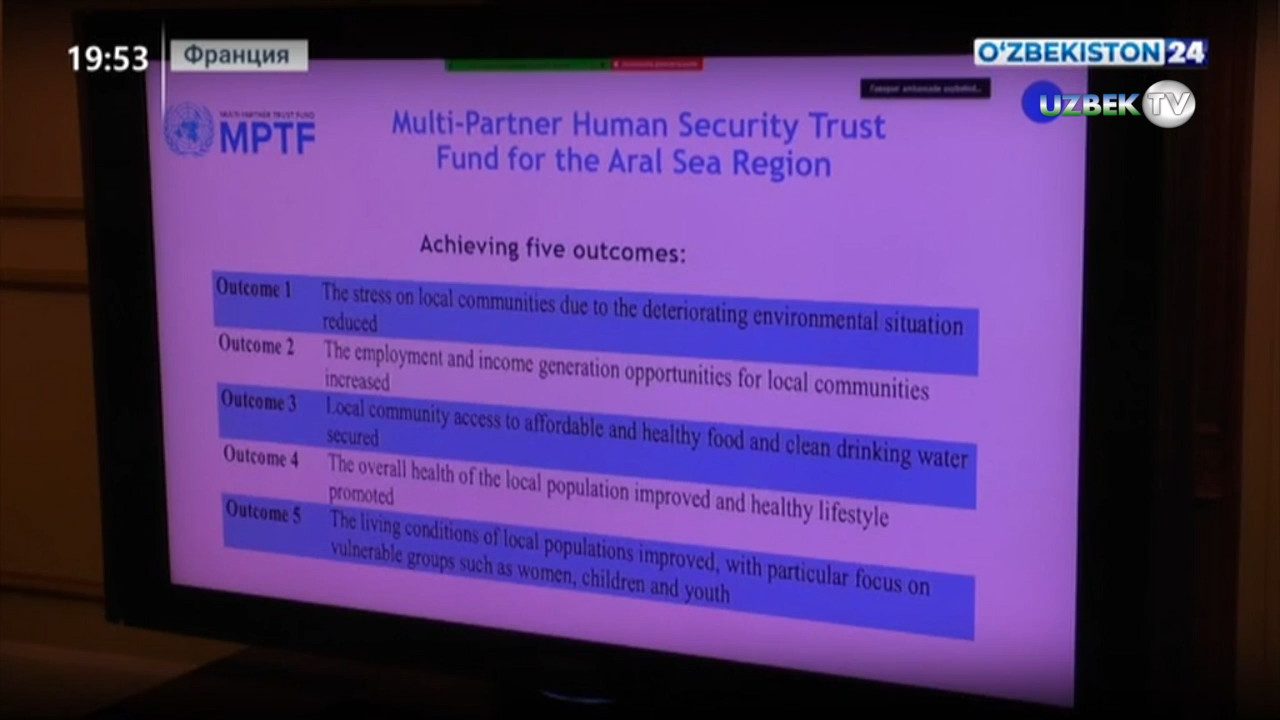 19:53
Франция
O‘ZBEKISTON 24
UZBEK TV
MULTI-PARTNER TRUST FUND
MPTF
Multi-Partner Human Security Trust
Fund for the Aral Sea Region
Achieving five outcomes:
Outcome 1 The stress on local communities due to the deteriorating environmental situation
reduced
Outcome 2 The employment and income generation opportunities for local communities
increased
Outcome 3 Local community access to affordable and healthy food and clean drinking water
secured
Outcome 4 The overall health of the local population improved and healthy lifestyle
promoted
Outcome 5 The living conditions of local populations improved, with particular focus on
vulnerable groups such as women, children and youth